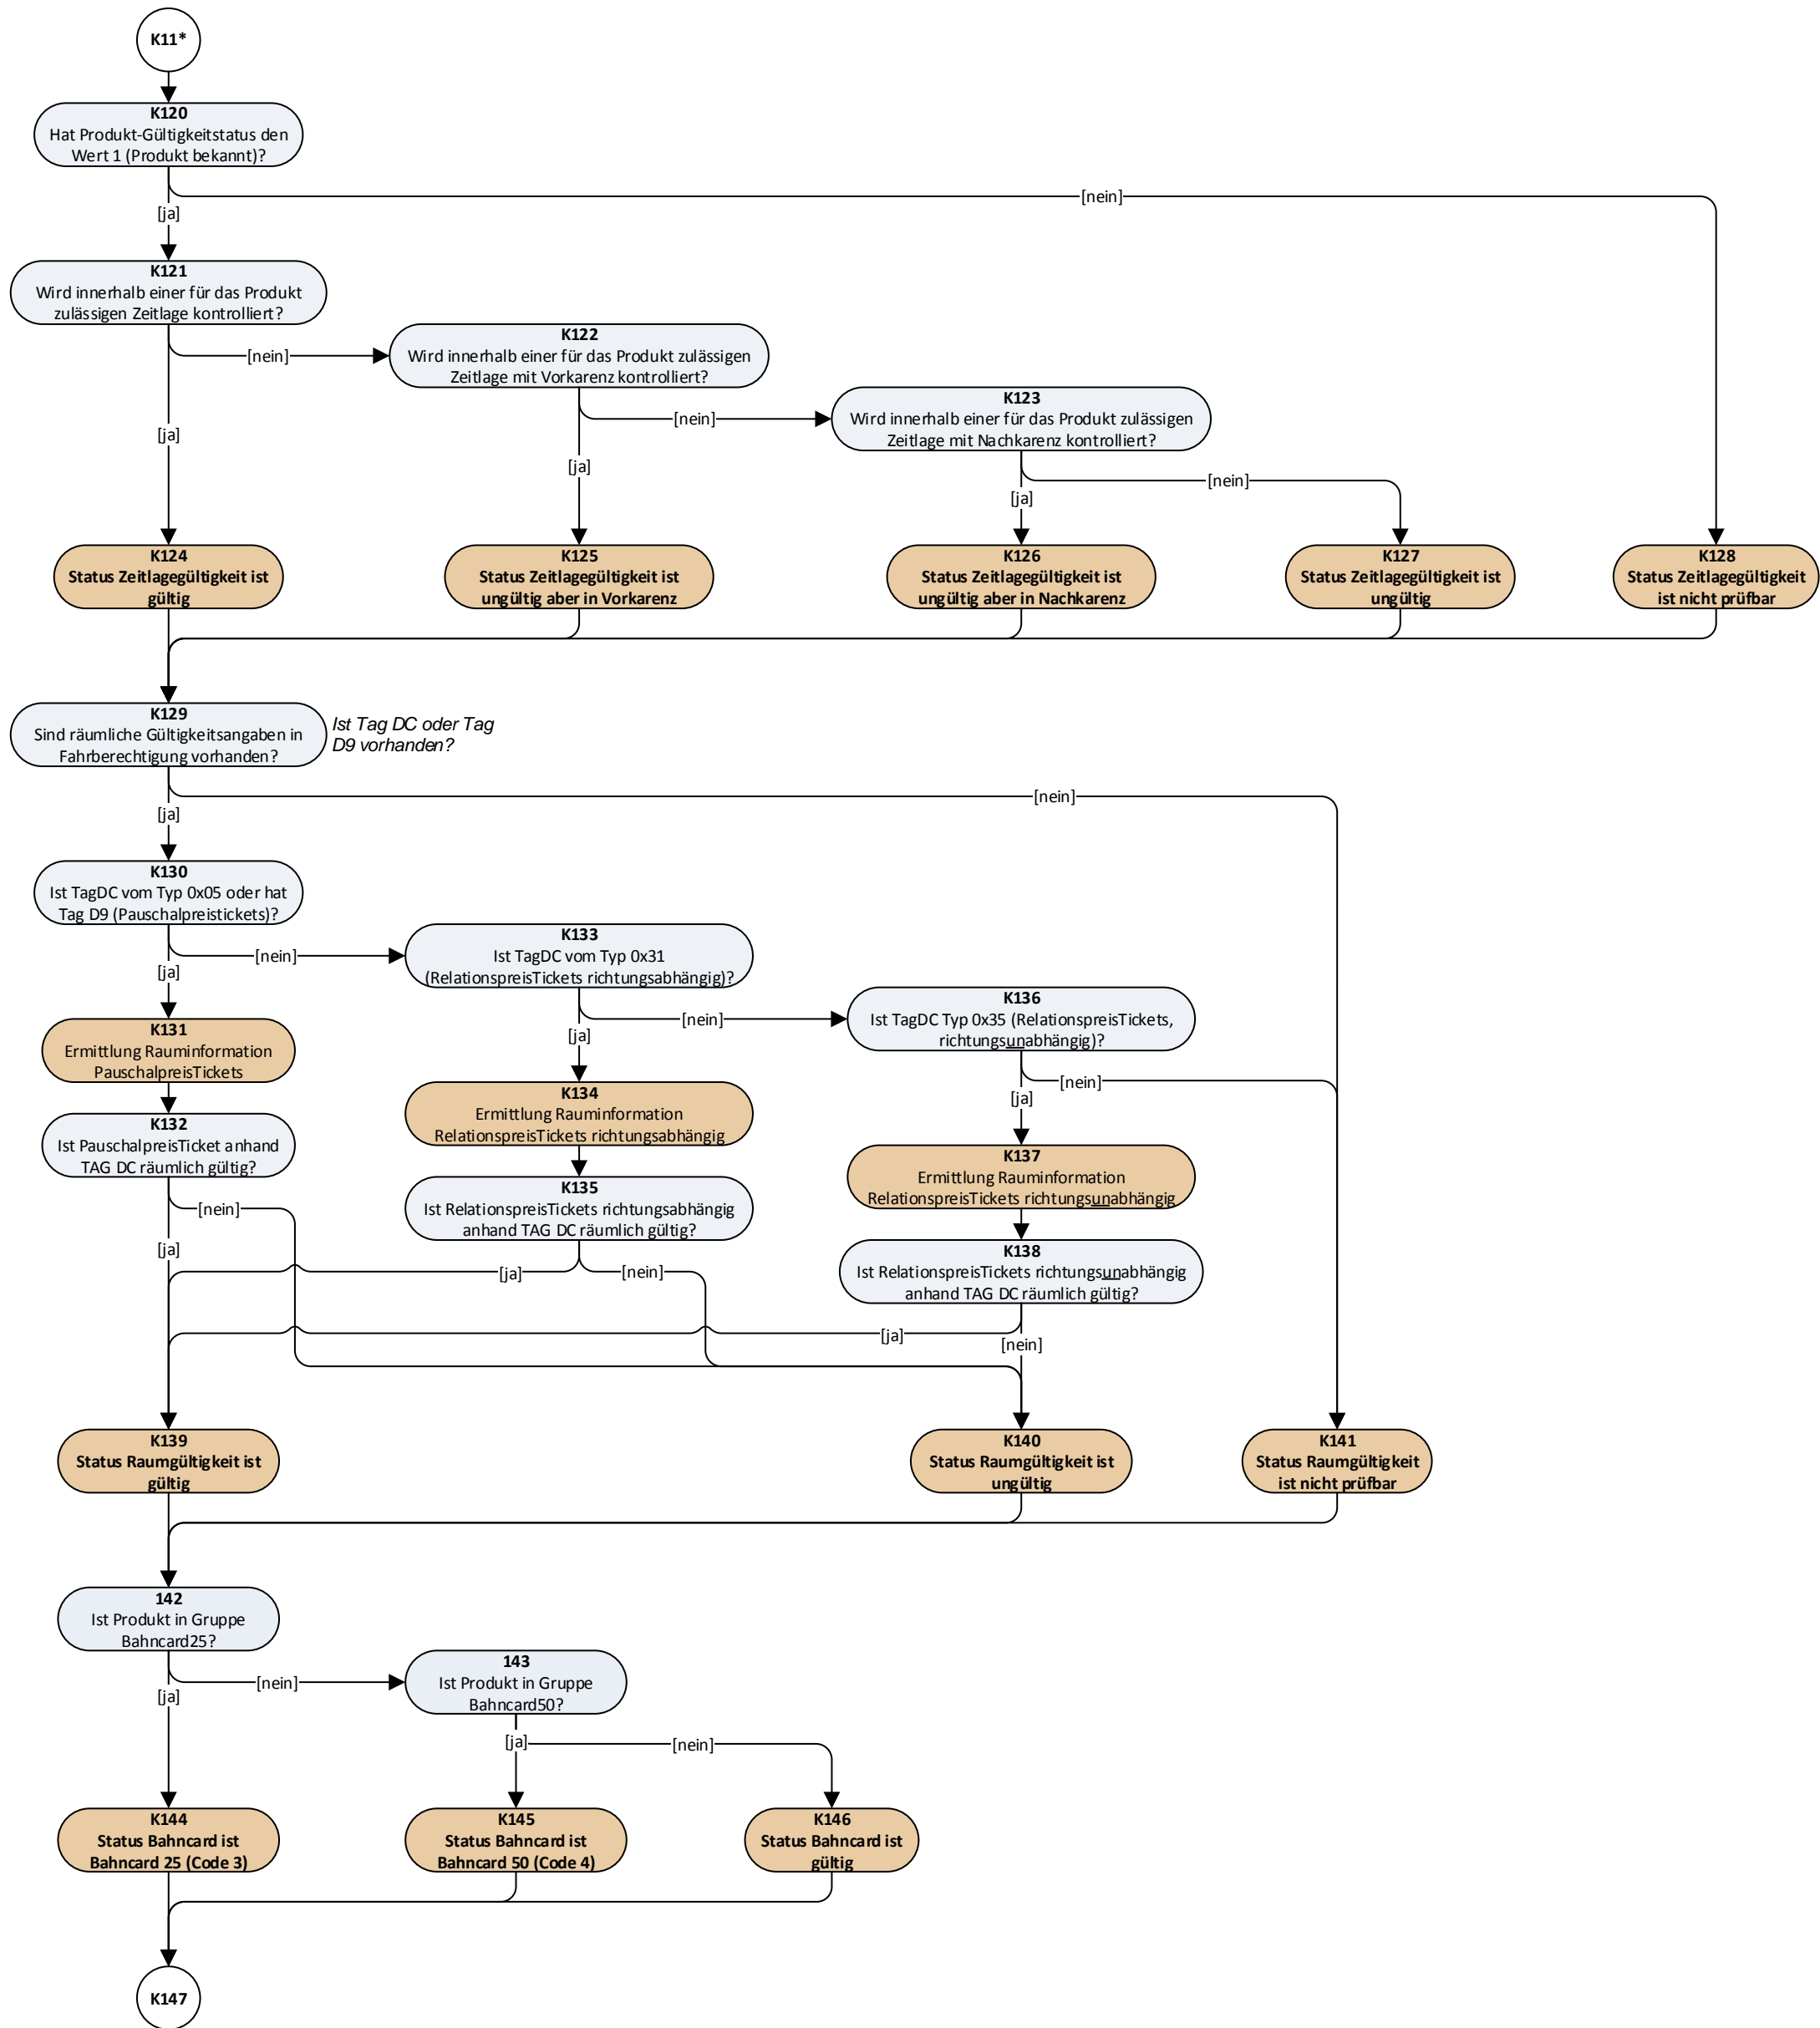 K11*
K120
Hat Produkt-Gültigkeitstatus den
Wert 1 (Produkt bekannt)?
[nein]
[ja]
K121
Wird innerhalb einer für das Produkt
zulässigen Zeitlage kontrolliert?
K122
Wird innerhalb einer für das Produkt zulässigen
Zeitlage mit Vorkarenz kontrolliert?
[nein]
K123
Wird innerhalb einer für das Produkt zulässigen
Zeitlage mit Nachkarenz kontrolliert?
[nein]
[ja]
[ja]
[nein]
[ja]
K124
Status Zeitlagegültigkeit ist
gültig
K125
Status Zeitlagegültigkeit ist
ungültig aber in Vorkarenz
K126
Status Zeitlagegültigkeit ist
ungültig aber in Nachkarenz
K127
Status Zeitlagegültigkeit ist
ungültig
K128
Status Zeitlagegültigkeit
ist nicht prüfbar
K129
Sind räumliche Gültigkeitsangaben in
Fahrberechtigung vorhanden?
Ist Tag DC oder Tag
D9 vorhanden?
[nein]
[ja]
K130
Ist TagDC vom Typ 0x05 oder hat
Tag D9 (Pauschalpreistickets)?
[nein]
[ja]
K133
Ist TagDC vom Typ 0x31
(RelationspreisTickets richtungsabhängig)?
[nein]
[ja]
K136
Ist TagDC Typ 0x35 (RelationspreisTickets,
richtungsunabhängig)?
[nein]
[ja]
K131
Ermittlung Rauminformation
PauschalpreisTickets
K134
Ermittlung Rauminformation
RelationspreisTickets richtungsabhängig
K132
Ist PauschalpreisTicket anhand
TAG DC räumlich gültig?
K137
Ermittlung Rauminformation
RelationspreisTickets richtungsunabhängig
K135
Ist RelationspreisTickets richtungsabhängig
anhand TAG DC räumlich gültig?
[nein]
[ja]
K138
Ist RelationspreisTickets richtungsunabhängig
anhand TAG DC räumlich gültig?
[ja]
[nein]
[ja]
[nein]
K139
Status Raumgültigkeit ist
gültig
K140
Status Raumgültigkeit ist
ungültig
K141
Status Raumgültigkeit
ist nicht prüfbar
142
Ist Produkt in Gruppe
Bahncard25?
[nein]
[ja]
143
Ist Produkt in Gruppe
Bahncard50?
[ja]
[nein]
K144
Status Bahncard ist
Bahncard 25 (Code 3)
K145
Status Bahncard ist
Bahncard 50 (Code 4)
K146
Status Bahncard ist
gültig
K147